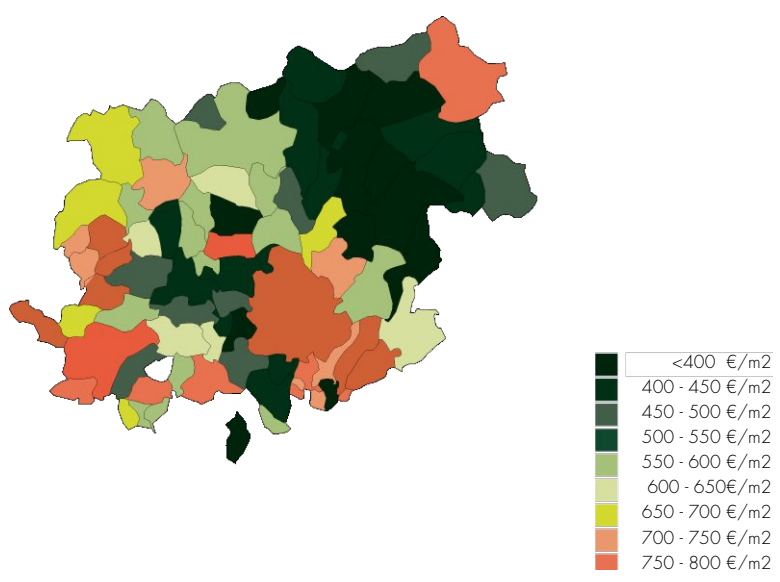 <400 €/m2
400 - 450 €/m2
450 - 500 €/m2
500 - 550 €/m2
550 - 600 €/m2
600 - 650€/m2
650 - 700 €/m2
700 - 750 €/m2
750 - 800 €/m2